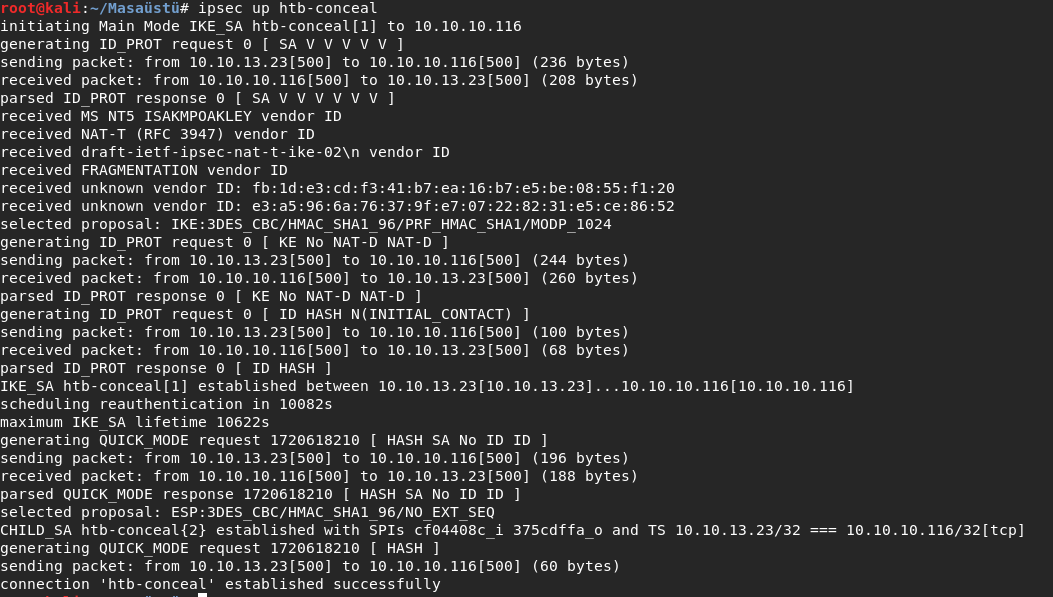 root@kali:~/Masaüstü# ipsec up htb-conceal
initiating Main Mode IKE_SA htb-conceal[1] to 10.10.10.116
generating ID_PROT request 0 [ SA V V V V V ]
sending packet: from 10.10.13.23[500] to 10.10.10.116[500] (236 bytes)
received packet: from 10.10.10.116[500] to 10.10.13.23[500] (208 bytes)
parsed ID_PROT response 0 [ SA V V V V V V ]
received MS NT5 ISAKMPOAKLEY vendor ID
received NAT-T (RFC 3947) vendor ID
received draft-ietf-ipsec-nat-t-ike-02\n vendor ID
received FRAGMENTATION vendor ID
received unknown vendor ID: fb:1d:e3:cd:f3:41:b7:ea:16:b7:e5:be:08:55:f1:20
received unknown vendor ID: e3:a5:96:6a:76:37:9f:e7:07:22:82:31:e5:ce:86:52
selected proposal: IKE:3DES_CBC/HMAC_SHA1_96/PRF_HMAC_SHA1/MODP_1024
generating ID_PROT request 0 [ KE No NAT-D NAT-D ]
sending packet: from 10.10.13.23[500] to 10.10.10.116[500] (244 bytes)
received packet: from 10.10.10.116[500] to 10.10.13.23[500] (260 bytes)
parsed ID_PROT response 0 [ KE No NAT-D NAT-D ]
generating ID_PROT request 0 [ ID HASH N(INITIAL_CONTACT) ]
sending packet: from 10.10.13.23[500] to 10.10.10.116[500] (100 bytes)
received packet: from 10.10.10.116[500] to 10.10.13.23[500] (68 bytes)
parsed ID_PROT response 0 [ ID HASH ]
IKE_SA htb-conceal[1] established between 10.10.13.23[10.10.13.23]...10.10.10.116[10.10.10.116]
scheduling reauthentication in 10082s
maximum IKE_SA lifetime 10622s
generating QUICK_MODE request 1720618210 [ HASH SA No ID ID ]
sending packet: from 10.10.13.23[500] to 10.10.10.116[500] (196 bytes)
received packet: from 10.10.10.116[500] to 10.10.13.23[500] (188 bytes)
parsed QUICK_MODE response 1720618210 [ HASH SA No ID ID ]
selected proposal: ESP:3DES_CBC/HMAC_SHA1_96/NO_EXT_SEQ
CHILD_SA htb-conceal{2} established with SPIs cf04408c_i 375cdffa_o and TS 10.10.13.23/32 === 10.10.10.116/32[tcp]
generating QUICK_MODE request 1720618210 [ HASH ]
sending packet: from 10.10.13.23[500] to 10.10.10.116[500] (60 bytes)
connection 'htb-conceal' established successfully